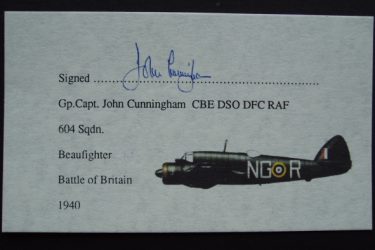 John Cunningham
Signed ............................................................
Gp.Capt. John Cunningham CBE DSO DFC RAF
604 Sqdn.
Beaufighter
NG R
Battle of Britain
1940